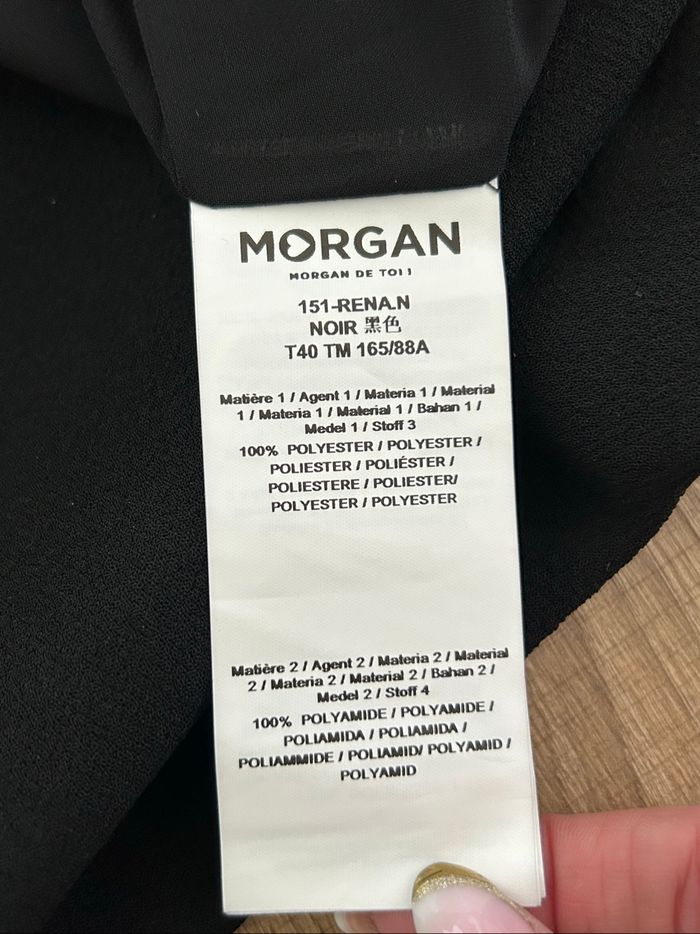 MORGAN
MORGAN DE TOI !
151-RENA.N
NOIR 黑色
T40 TM 165/88A
Matière 1 / Agent 1 / Materia 1 / Material
1 / Materia 1 / Material 1 / Bahan 1 /
Medel 1 / Stoff 3
100% POLYESTER / POLYESTER /
POLIESTER / POLIÉSTER /
POLIESTERE / POLIESTER/
POLYESTER / POLYESTER
Matière 2 / Agent 2 / Materia 2 / Material
2 / Materia 2 / Material 2 / Bahan 2 /
Medel 2 / Stoff 4
100% POLYAMIDE / POLYAMIDE /
POLIAMIDA / POLIAMIDA /
POLIAMMIDE / POLIAMID/ POLYAMID /
POLYAMID